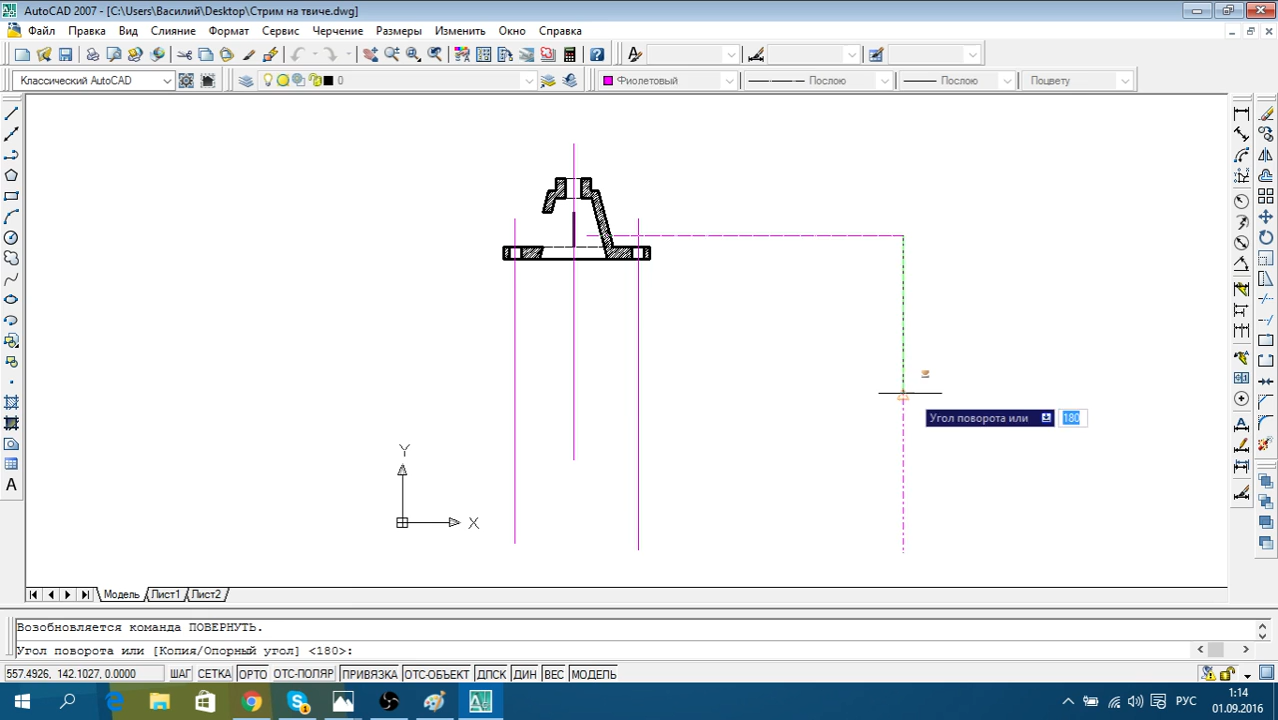 AutoCAD 2007 - [C:\Users\Василий\Desktop\Стрим на твиче.dwg]
Файл Правка Вид Слияние Формат Сервис Черчение Размеры Изменить Окно Справка
Классический AutoCAD
0
Фиолетовый
Послою
Послою
Поцвету
Угол поворота или
180
Y
X
A
A
Модель Лист1 Лист2
Возобновляется команда ПОВЕРНУТЬ.
Угол поворота или [Копия/Опорный угол] <180>:
557.4926, 142.1027, 0.0000 ШАГ СЕТКА ОРТО ОТС-ПОЛЯР ПРИВЯЗКА ОТС-ОБЪЕКТ ДПСК ДИН ВЕС МОДЕЛЬ
РУС
1:14
01.09.2016